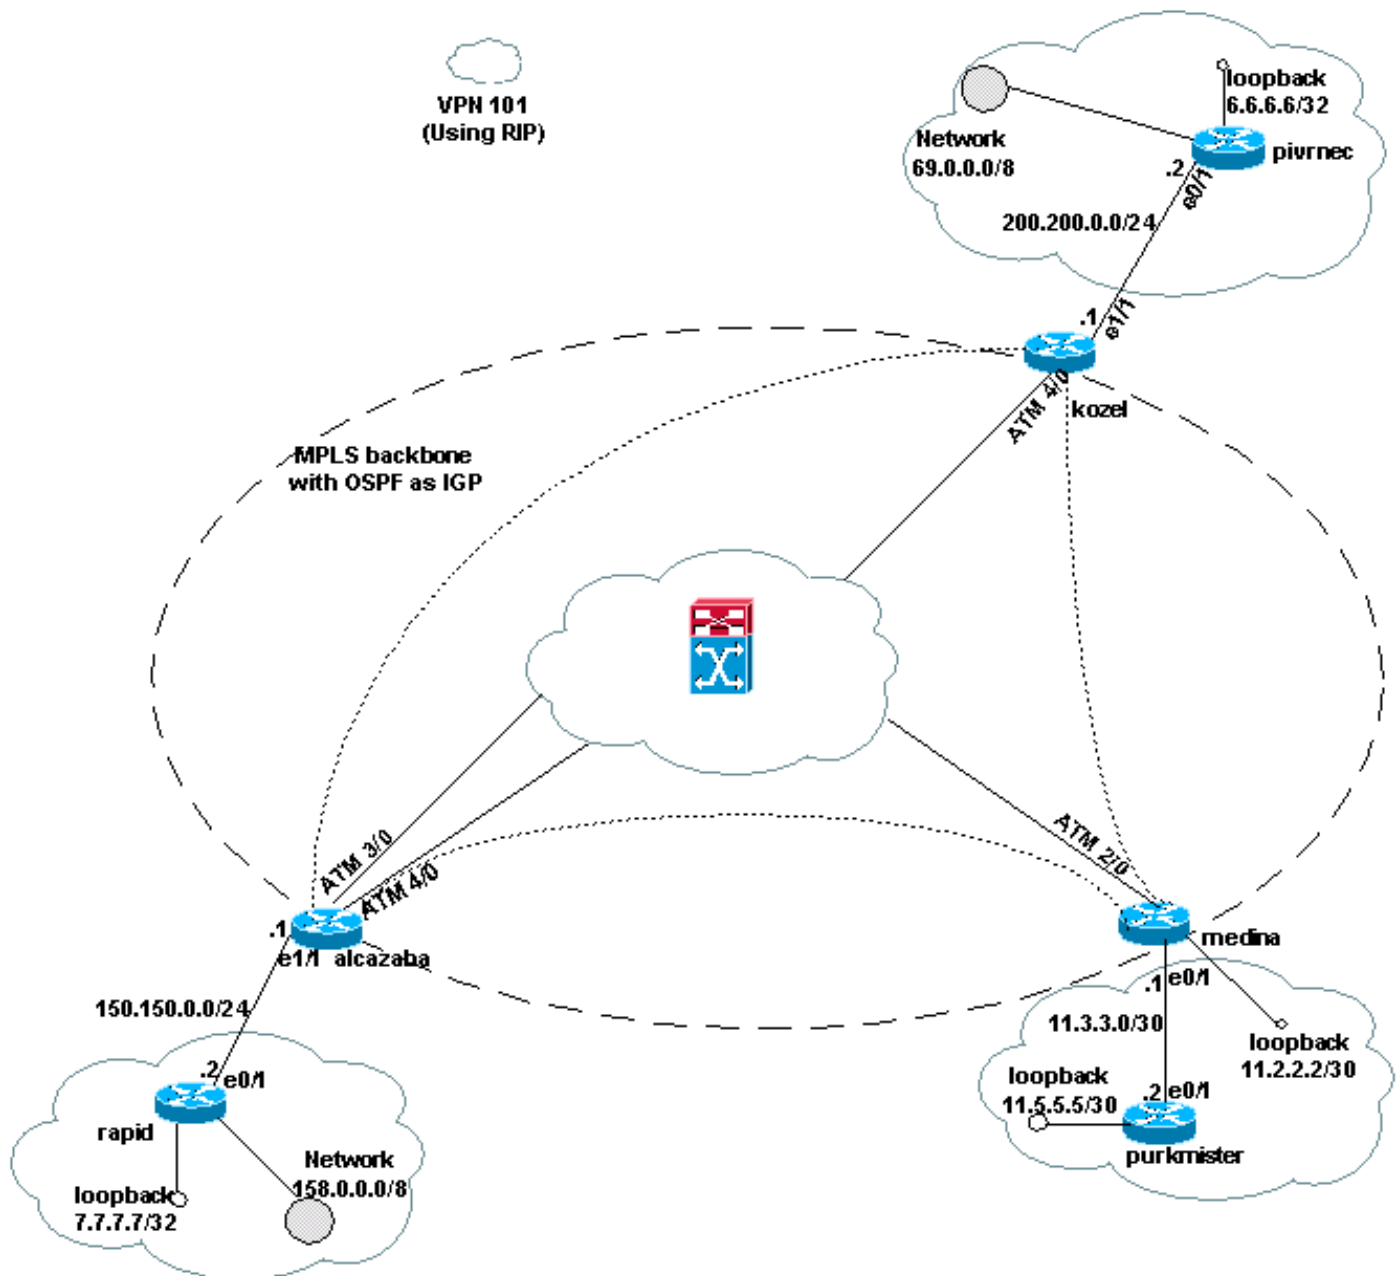 VPN 101
(Using RIP)
loopback
6.6.6.6/32
Network
69.0.0.0/8
pivrnec
.2
e0/1
200.200.0.0/24
.1
e1/1
kozel
ATM 4/0
MPLS backbone
with OSPF as IGP
ATM 3/0
ATM 4/0
ATM 2/0
.1
e1/1 alcazaba
medina
.1
e0/1
150.150.0.0/24
11.3.3.0/30
loopback
11.2.2.2/30
.2
e0/1
rapid
loopback
11.5.5.5/30
.2
e0/1
purkmister
Network
158.0.0.0/8
loopback
7.7.7.7/32